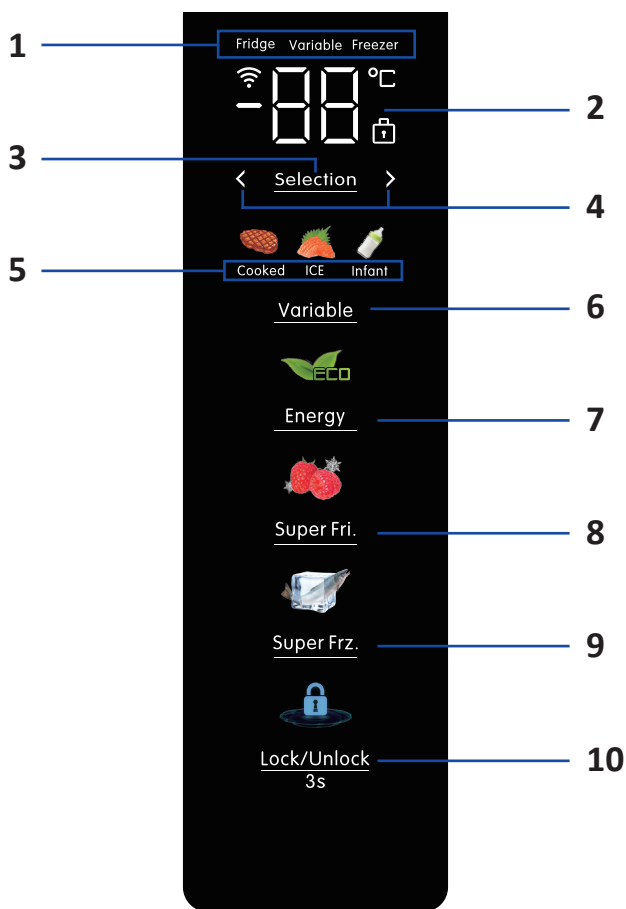 1
Fridge Variable Freezer
-88 °C
2
3
< Selection >
4
5
Cooked ICE Infant
Variable
6
ECO
Energy
7
Super Fri.
8
Super Frz.
9
Lock/Unlock
10
3s